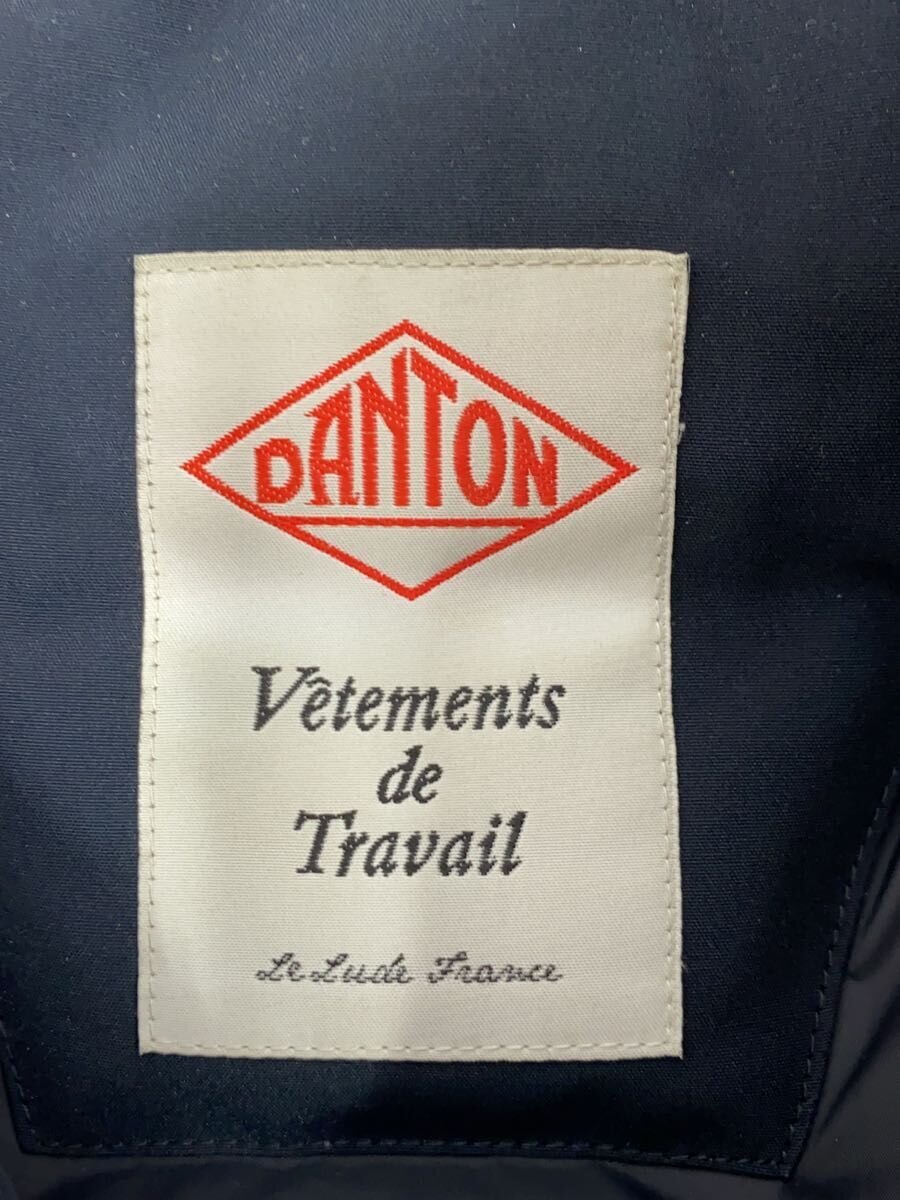 DANTON
Vêtements
de
Travail
Le Lude France